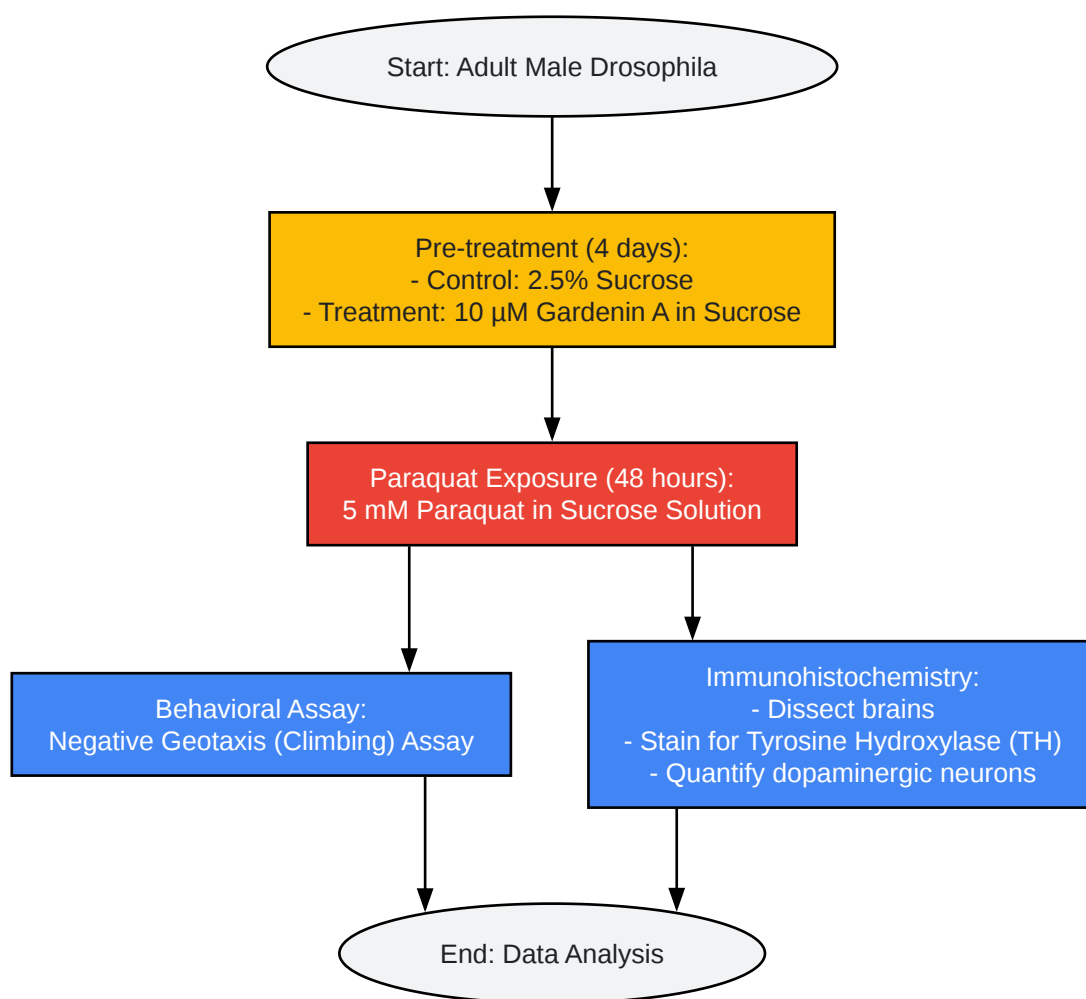 Start: Adult Male Drosophila
Pre-treatment (4 days):
- Control: 2.5% Sucrose
- Treatment: 10 µM Gardenin A in Sucrose
Paraquat Exposure (48 hours):
5 mM Paraquat in Sucrose Solution
Behavioral Assay:
Negative Geotaxis (Climbing) Assay
Immunohistochemistry:
- Dissect brains
- Stain for Tyrosine Hydroxylase (TH)
- Quantify dopaminergic neurons
End: Data Analysis